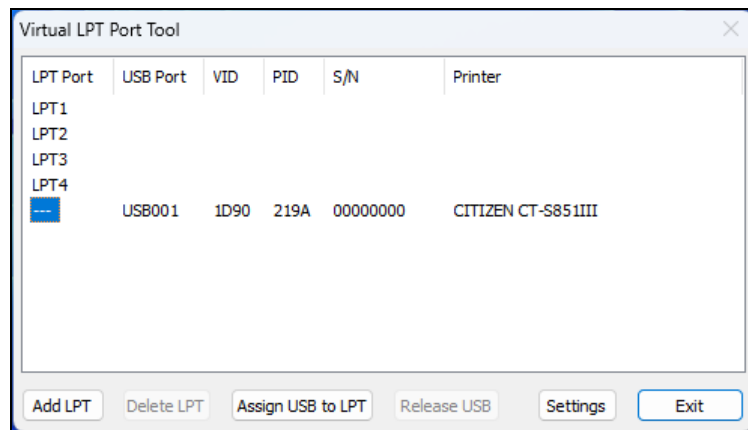 Virtual LPT Port Tool
LPT Port USB Port VID PID S/N Printer
LPT1
LPT2
LPT3
LPT4
--- USB001 1D90 219A 00000000 CITIZEN CT-S851III
Add LPT Delete LPT Assign USB to LPT Release USB Settings Exit